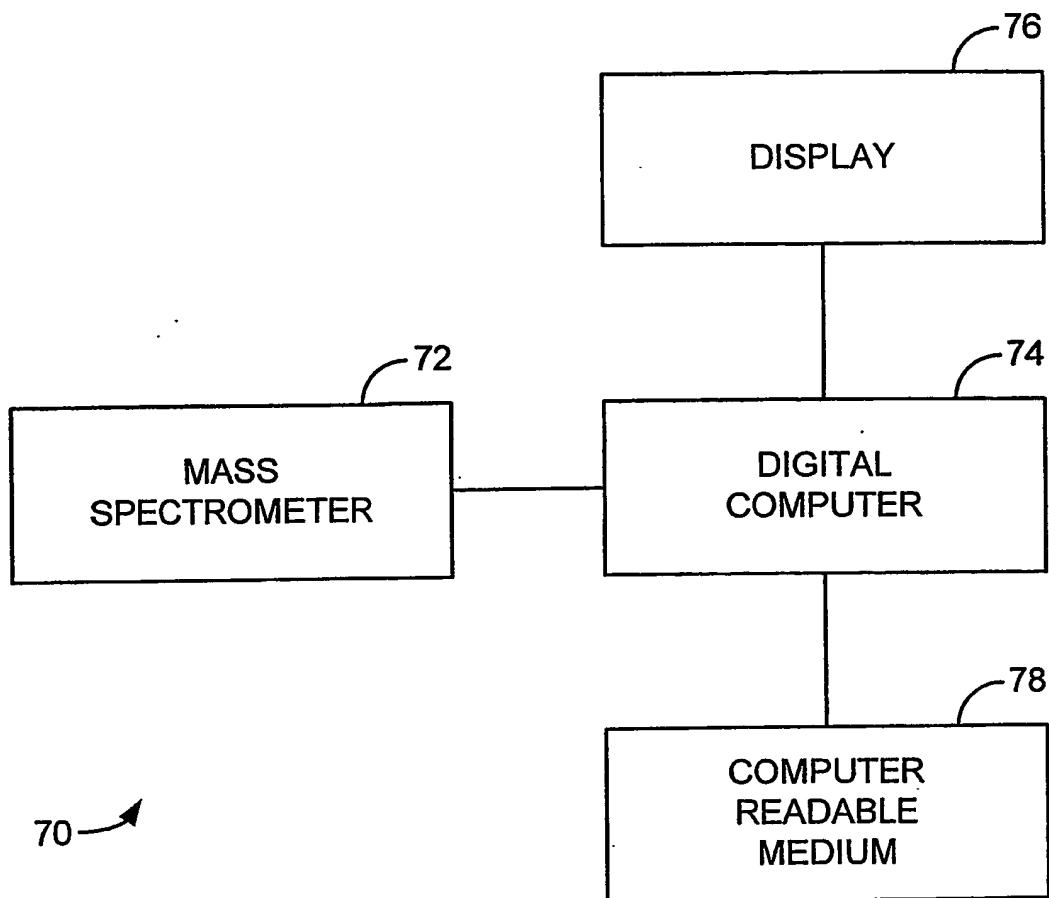 76
DISPLAY
72
74
MASS
SPECTROMETER
DIGITAL
COMPUTER
78
COMPUTER
READABLE
MEDIUM
70